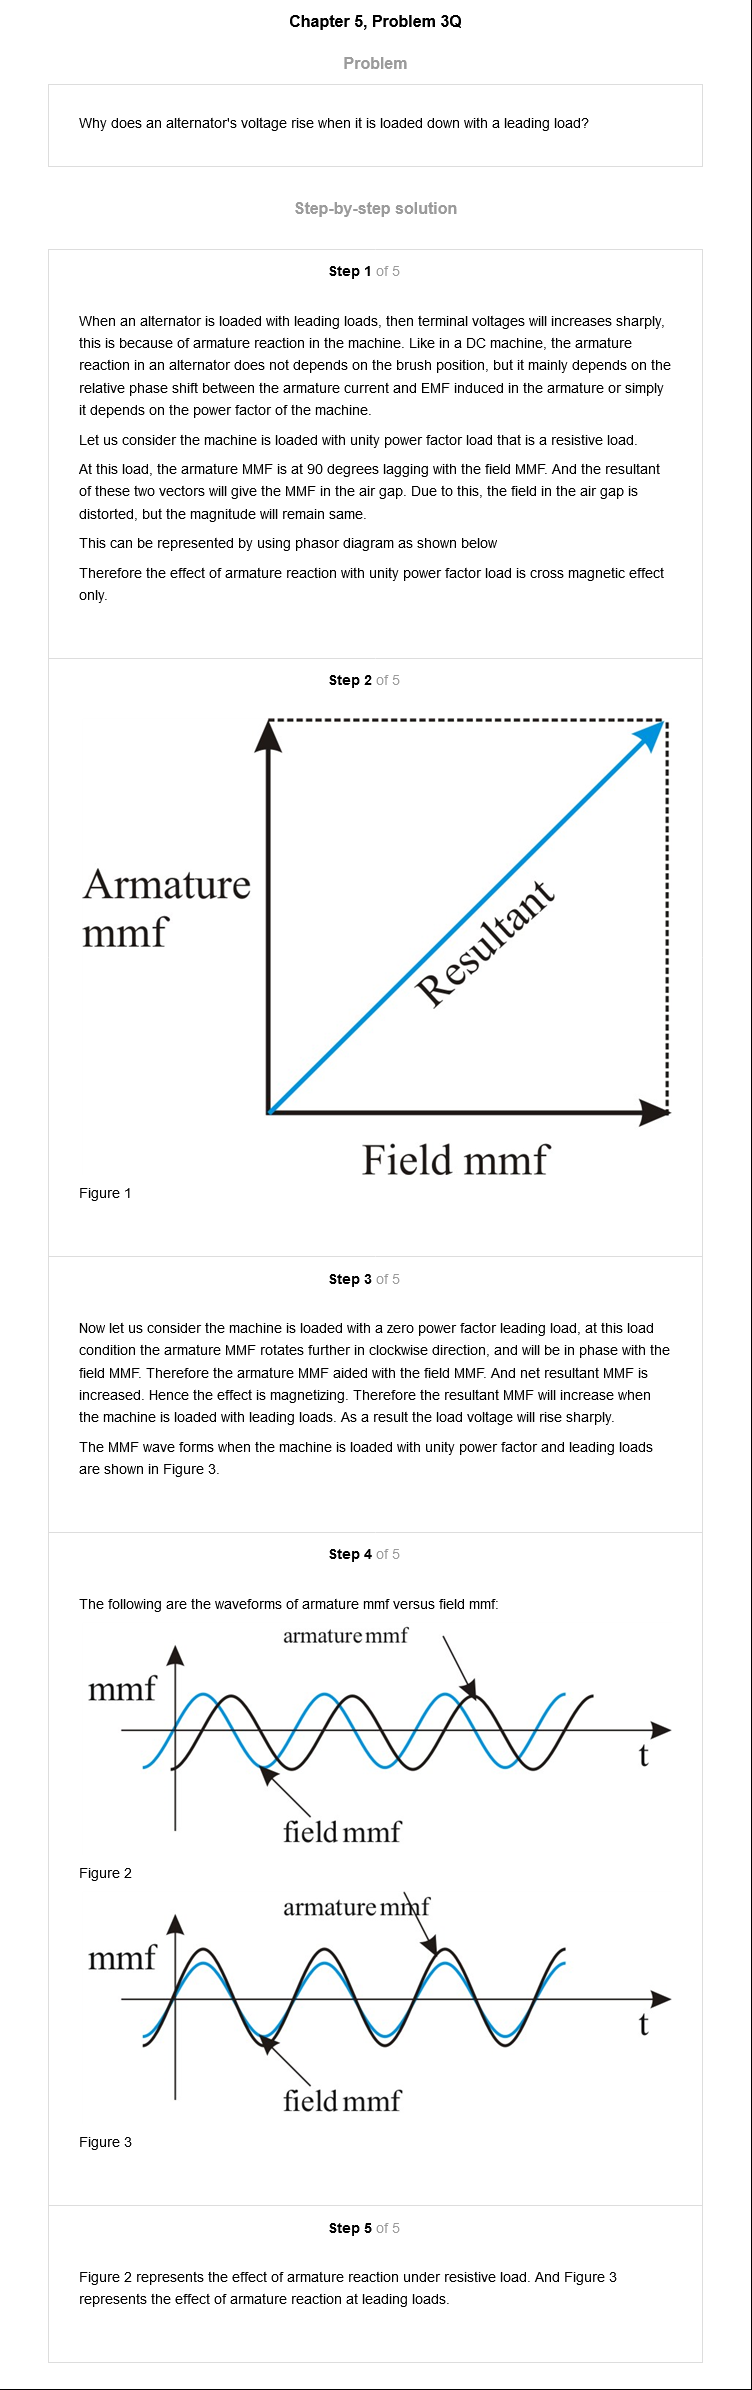 Chapter 5, Problem 3Q
Problem
Why does an alternator's voltage rise when it is loaded down with a leading load?
Step-by-step solution
Step 1 of 5
When an alternator is loaded with leading loads, then terminal voltages will increases sharply,
this is because of armature reaction in the machine. Like in a DC machine, the armature
reaction in an alternator does not depends on the brush position, but it mainly depends on the
relative phase shift between the armature current and EMF induced in the armature or simply
it depends on the power factor of the machine.
Let us consider the machine is loaded with unity power factor load that is a resistive load.
At this load, the armature MMF is at 90 degrees lagging with the field MMF. And the resultant
of these two vectors will give the MMF in the air gap. Due to this, the field in the air gap is
distorted, but the magnitude will remain same.
This can be represented by using phasor diagram as shown below
Therefore the effect of armature reaction with unity power factor load is cross magnetic effect
only.
Step 2 of 5
Armature
mmf
Resultant
Field mmf
Figure 1
Step 3 of 5
Now let us consider the machine is loaded with a zero power factor leading load, at this load
condition the armature MMF rotates further in clockwise direction, and will be in phase with the
field MMF. Therefore the armature MMF aided with the field MMF. And net resultant MMF is
increased. Hence the effect is magnetizing. Therefore the resultant MMF will increase when
the machine is loaded with leading loads. As a result the load voltage will rise sharply.
The MMF wave forms when the machine is loaded with unity power factor and leading loads
are shown in Figure 3.
Step 4 of 5
The following are the waveforms of armature mmf versus field mmf:
armature mmf
mmf
t
field mmf
Figure 2
armature mmf
mmf
t
field mmf
Figure 3
Step 5 of 5
Figure 2 represents the effect of armature reaction under resistive load. And Figure 3
represents the effect of armature reaction at leading loads.